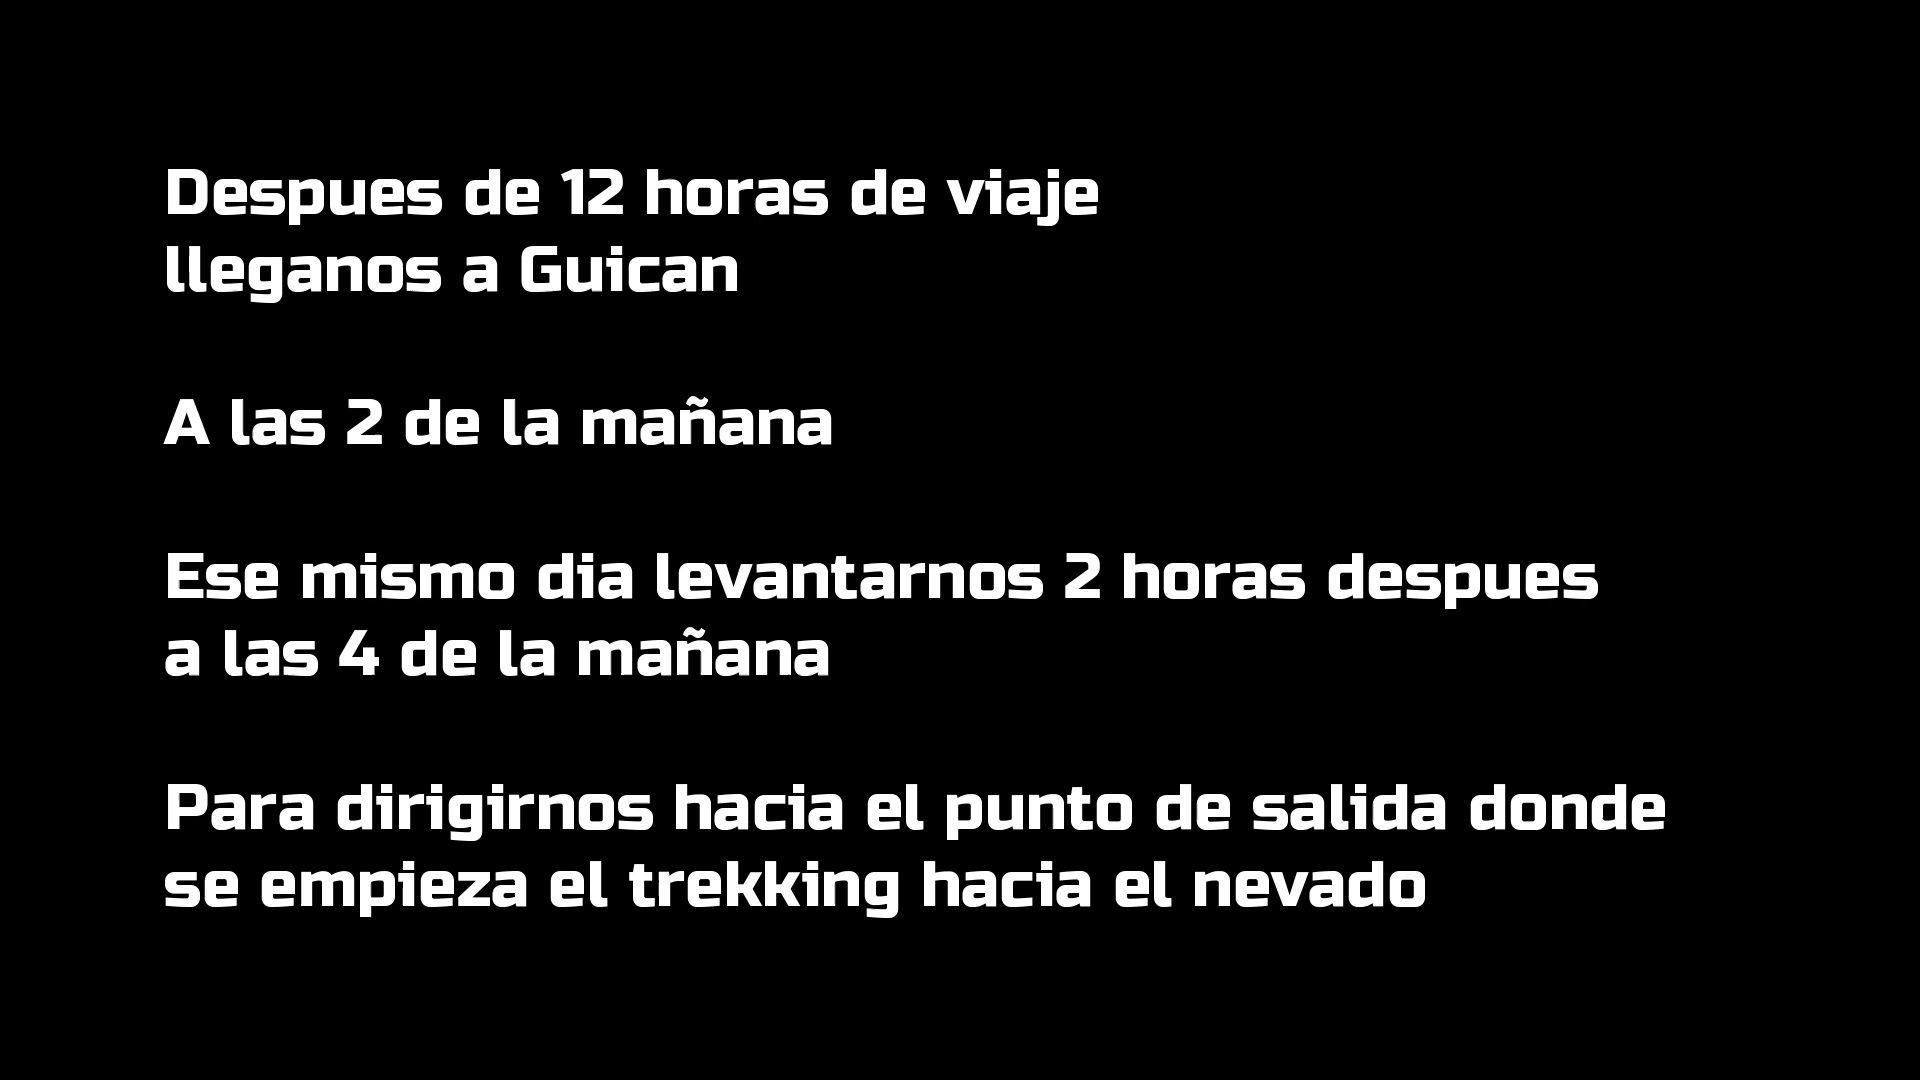 Despues de 12 horas de viaje
lleganos a Guican
A las 2 de la mañana
Ese mismo dia levantarnos 2 horas despues
a las 4 de la mañana
Para dirigirnos hacia el punto de salida donde
se empieza el trekking hacia el nevado